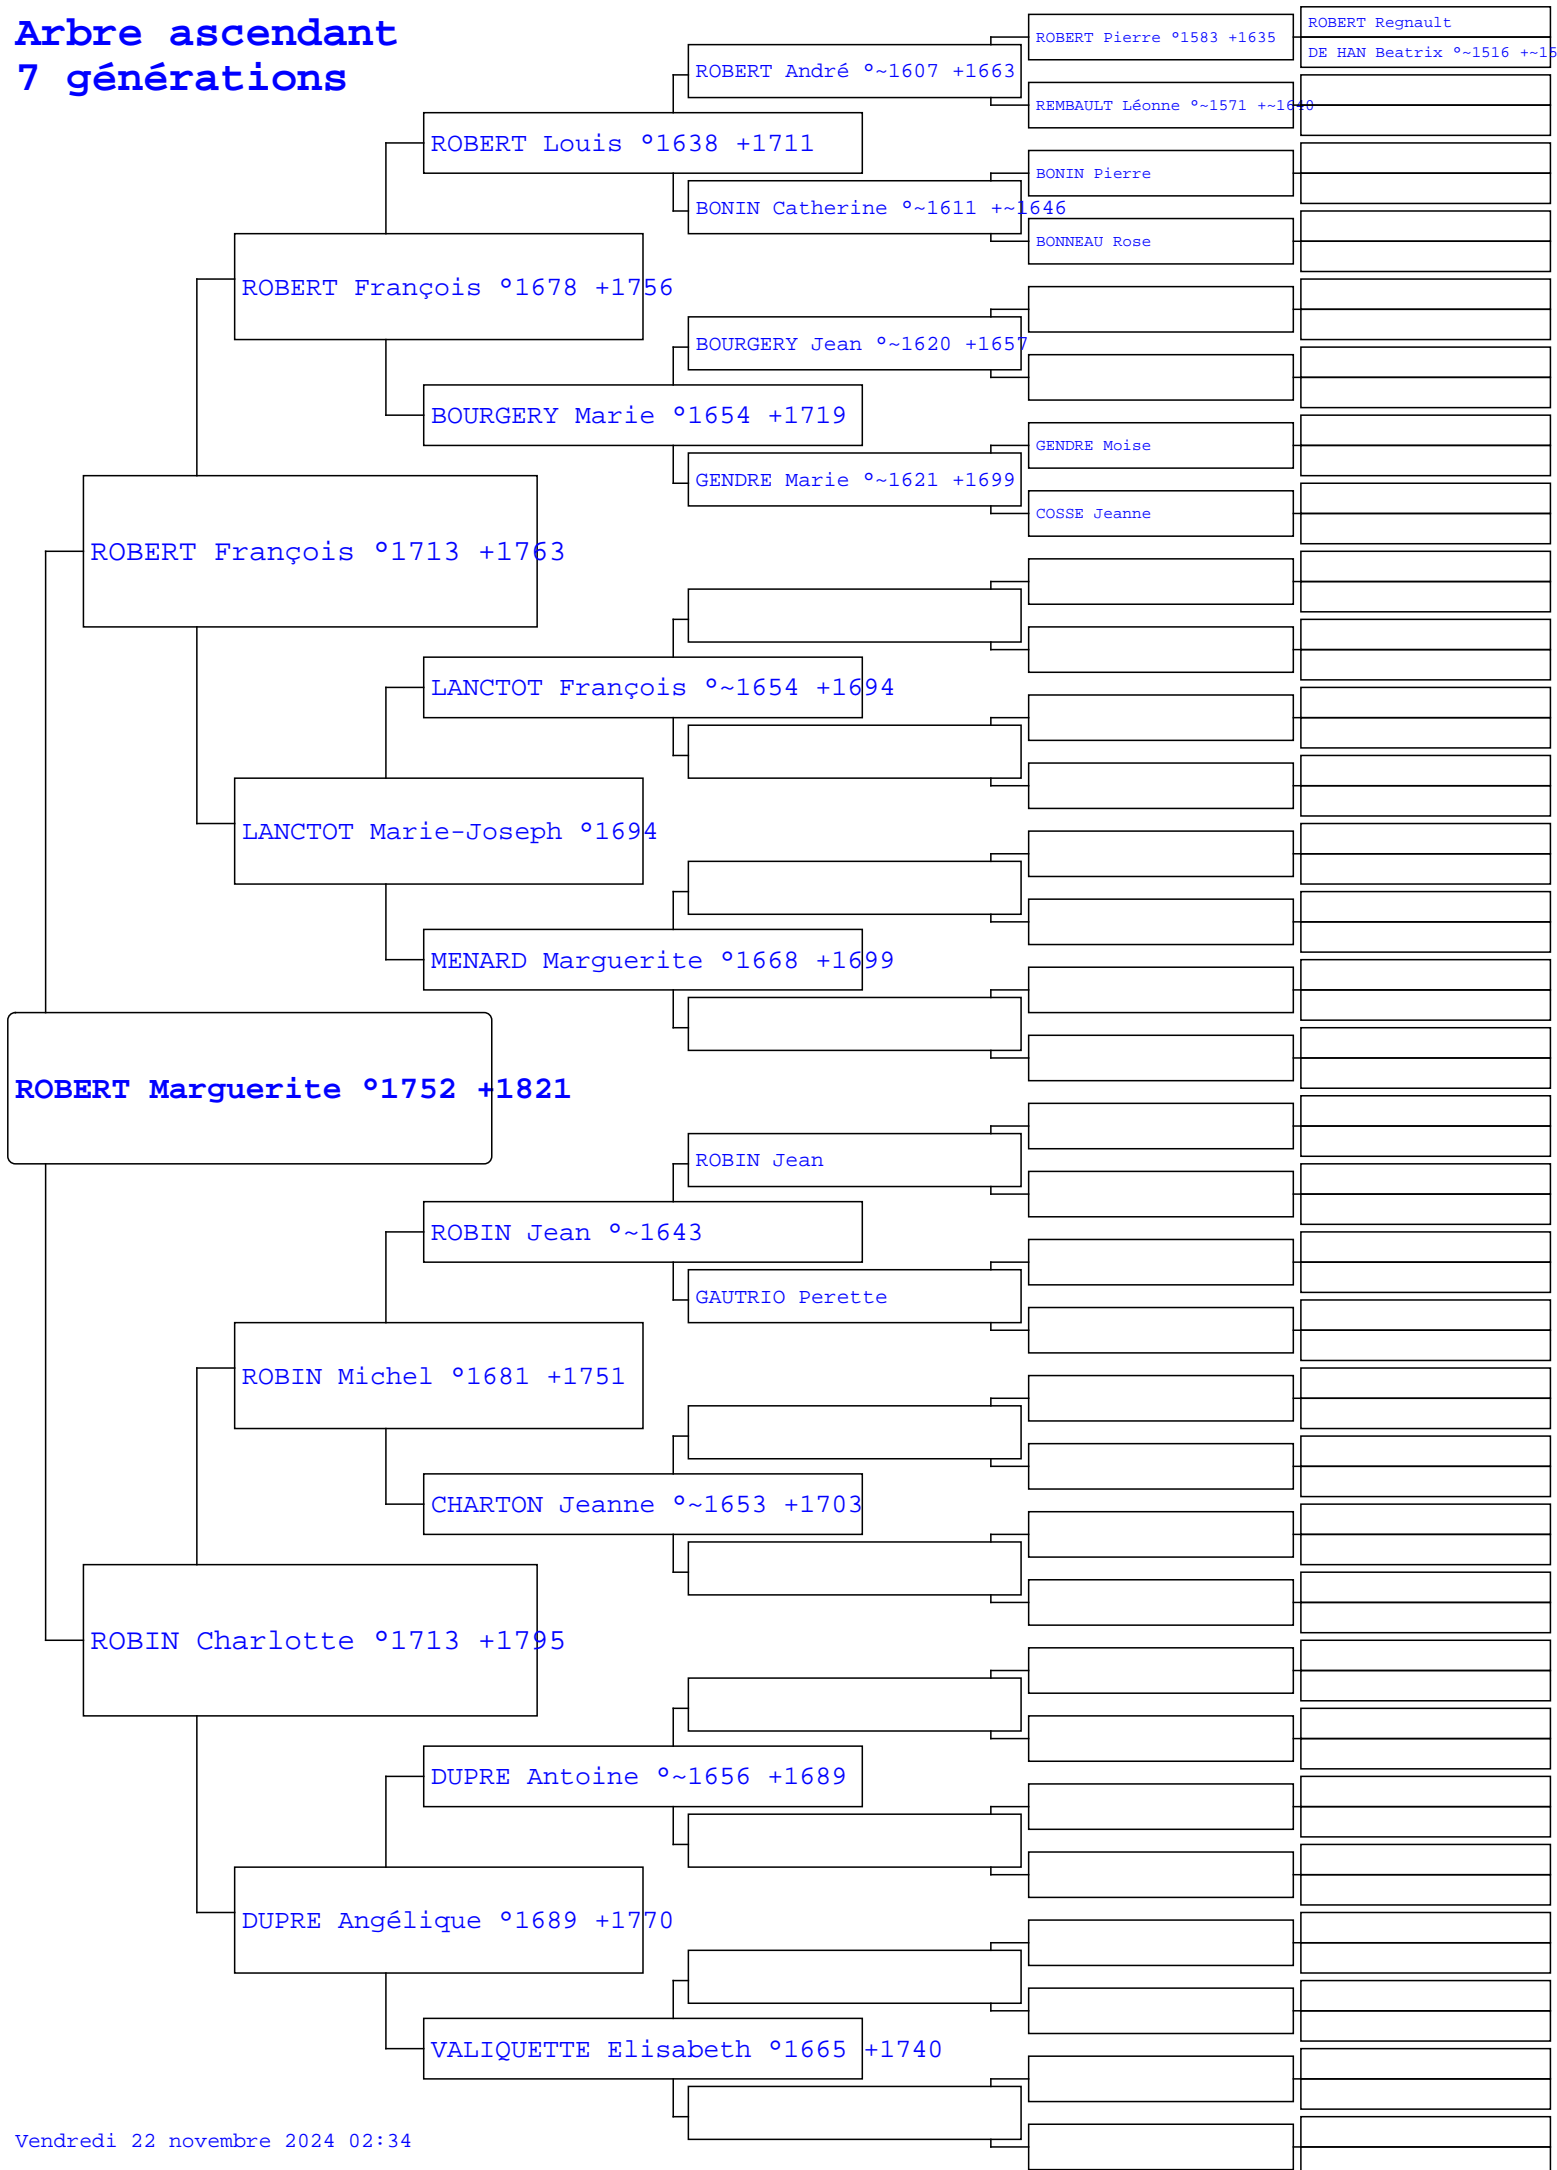 Arbre ascendant
7 générations
ROBERT Regnault
ROBERT Pierre °1583 +1635
DE HAN Beatrix °~1516 +~15
ROBERT André °~1607 +1663
REMBAULT Léonne °~1571 +~1640
ROBERT Louis °1638 +1711
BONIN Pierre
BONIN Catherine °~1611 +~1646
BONNEAU Rose
ROBERT François °1678 +1756
BOURGERY Jean °~1620 +1657
BOURGERY Marie °1654 +1719
GENDRE Moise
GENDRE Marie °~1621 +1699
COSSE Jeanne
ROBERT François °1713 +1763
LANCTOT François °~1654 +1694
LANCTOT Marie-Joseph °1694
MENARD Marguerite °1668 +1699
ROBERT Marguerite °1752 +1821
ROBIN Jean
ROBIN Jean °~1643
GAUTRIO Perette
ROBIN Michel °1681 +1751
CHARTON Jeanne °~1653 +1703
ROBIN Charlotte °1713 +1795
DUPRE Antoine °~1656 +1689
DUPRE Angélique °1689 +1770
VALIQUETTE Elisabeth °1665 +1740
Vendredi 22 novembre 2024 02:34